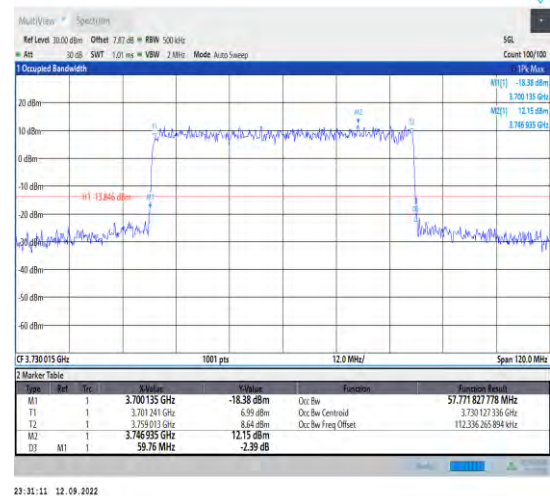 MultiView Spectrum
Ref Level 30.00 dBm Offset 7.87 dB RBW 500 kHz SGL
Att 30 dB SWT 1.01 ms VBW 2 MHz Mode Auto Sweep Count 100/100
1 Occupied Bandwidth 1Pk Max
M1[1] -18.38 dBm
3.700 135 GHz
M2[1] 12.15 dBm
3.746 935 GHz
20 dBm
10 dBm
0 dBm
-10 dBm
-20 dBm
-30 dBm
-40 dBm
-50 dBm
-60 dBm
T1
M2
T2
H1 13.846 dBm
M1
D3
CF 3.730 015 GHz 1001 pts 12.0 MHz/ Span 120.0 MHz
2 Marker Table
Type Ref Trc X-Value Y-Value Function Function Result
M1 1 3.700 135 GHz -18.38 dBm Occ Bw 57.771 827 778 MHz
T1 1 3.701 241 GHz 6.99 dBm Occ Bw Centroid 3.730 127 336 GHz
T2 1 3.759 013 GHz 8.64 dBm Occ Bw Freq Offset 112.336 265 894 kHz
M2 1 3.746 935 GHz 12.15 dBm
D3 M1 1 59.76 MHz -2.39 dB
23:31:11 12.09.2022